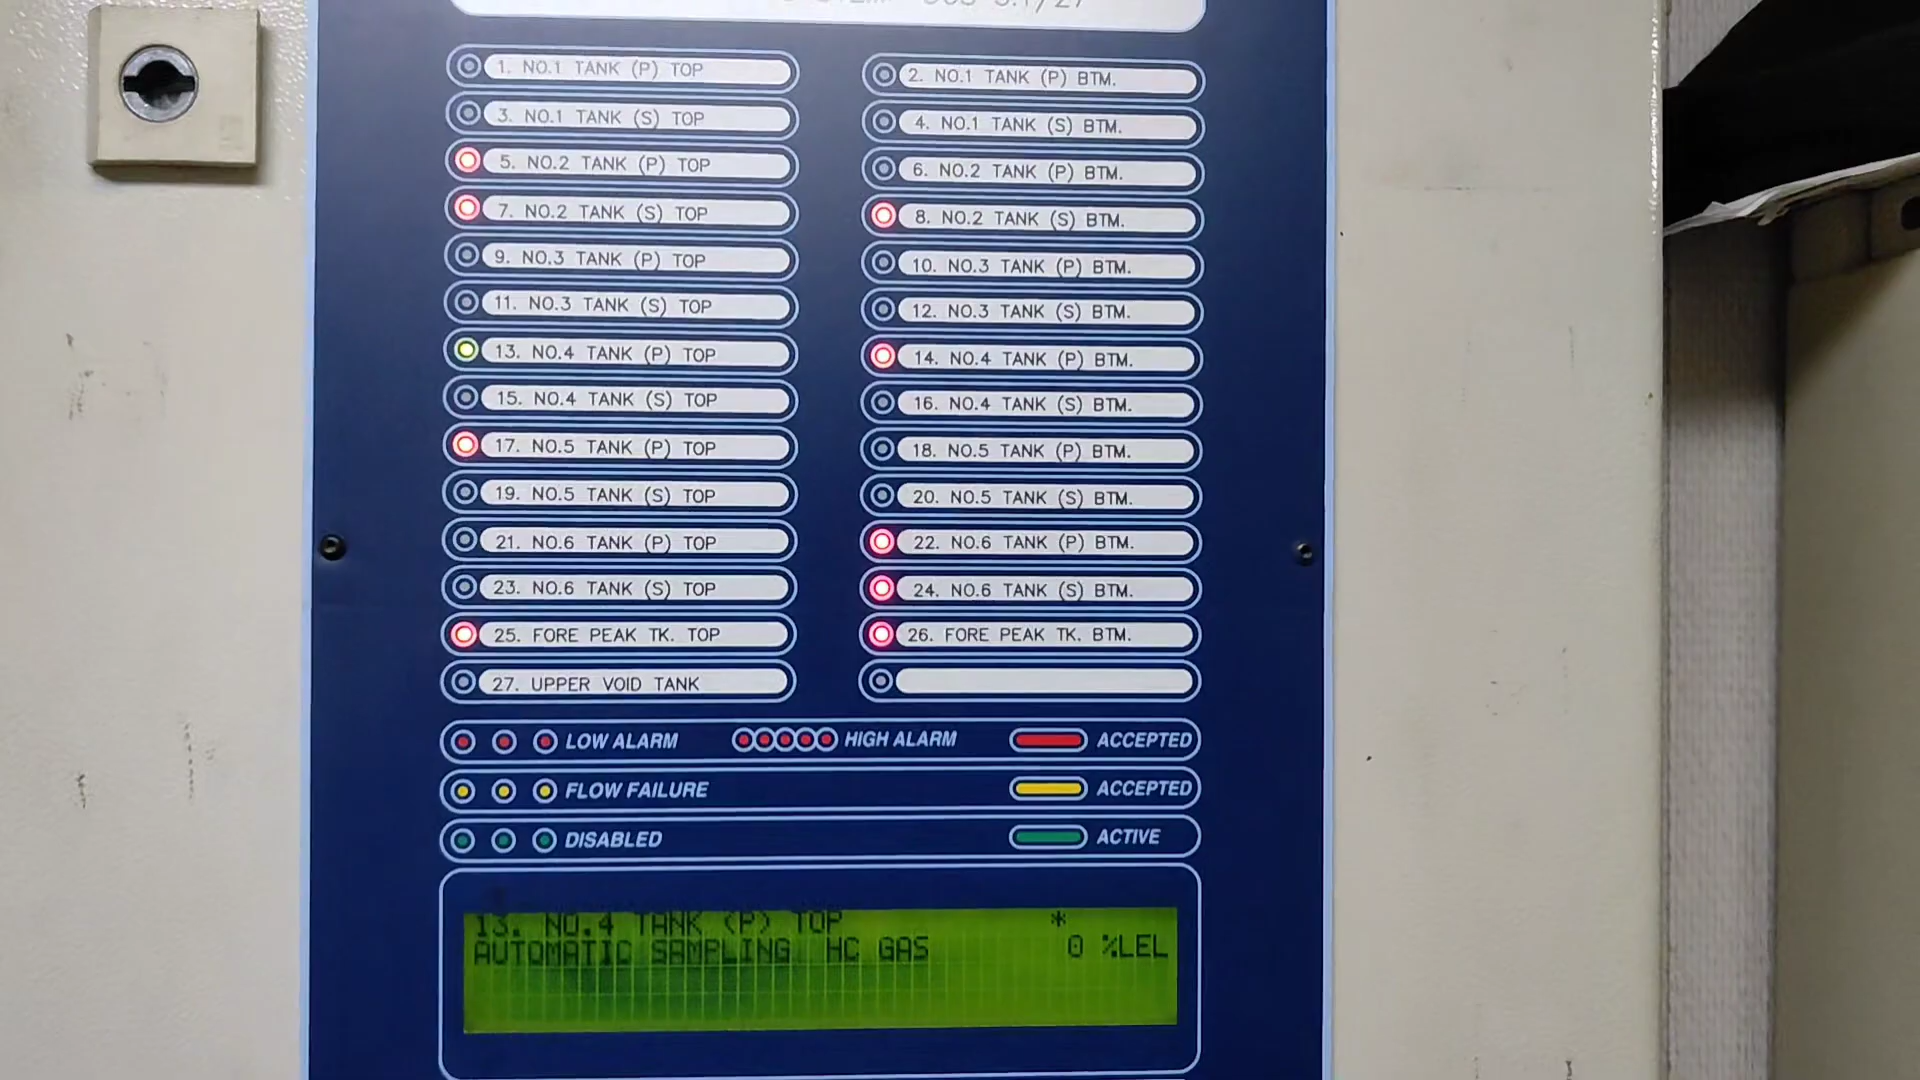 1. NO.1 TANK (P) TOP
2. NO.1 TANK (P) BTM.
3. NO.1 TANK (S) TOP
4. NO.1 TANK (S) BTM.
5. NO.2 TANK (P) TOP
6. NO.2 TANK (P) BTM.
7. NO.2 TANK (S) TOP
8. NO.2 TANK (S) BTM.
9. NO.3 TANK (P) TOP
10. NO.3 TANK (P) BTM.
11. NO.3 TANK (S) TOP
12. NO.3 TANK (S) BTM.
13. NO.4 TANK (P) TOP
14. NO.4 TANK (P) BTM.
15. NO.4 TANK (S) TOP
16. NO.4 TANK (S) BTM.
17. NO.5 TANK (P) TOP
18. NO.5 TANK (P) BTM.
19. NO.5 TANK (S) TOP
20. NO.5 TANK (S) BTM.
21. NO.6 TANK (P) TOP
22. NO.6 TANK (P) BTM.
23. NO.6 TANK (S) TOP
24. NO.6 TANK (S) BTM.
25. FORE PEAK TK. TOP
26. FORE PEAK TK. BTM.
27. UPPER VOID TANK
LOW ALARM HIGH ALARM ACCEPTED
FLOW FAILURE ACCEPTED
DISABLED ACTIVE
13. NO.4 TANK (P) TOP *
AUTOMATIC SAMPLING HC GAS 0 %LEL